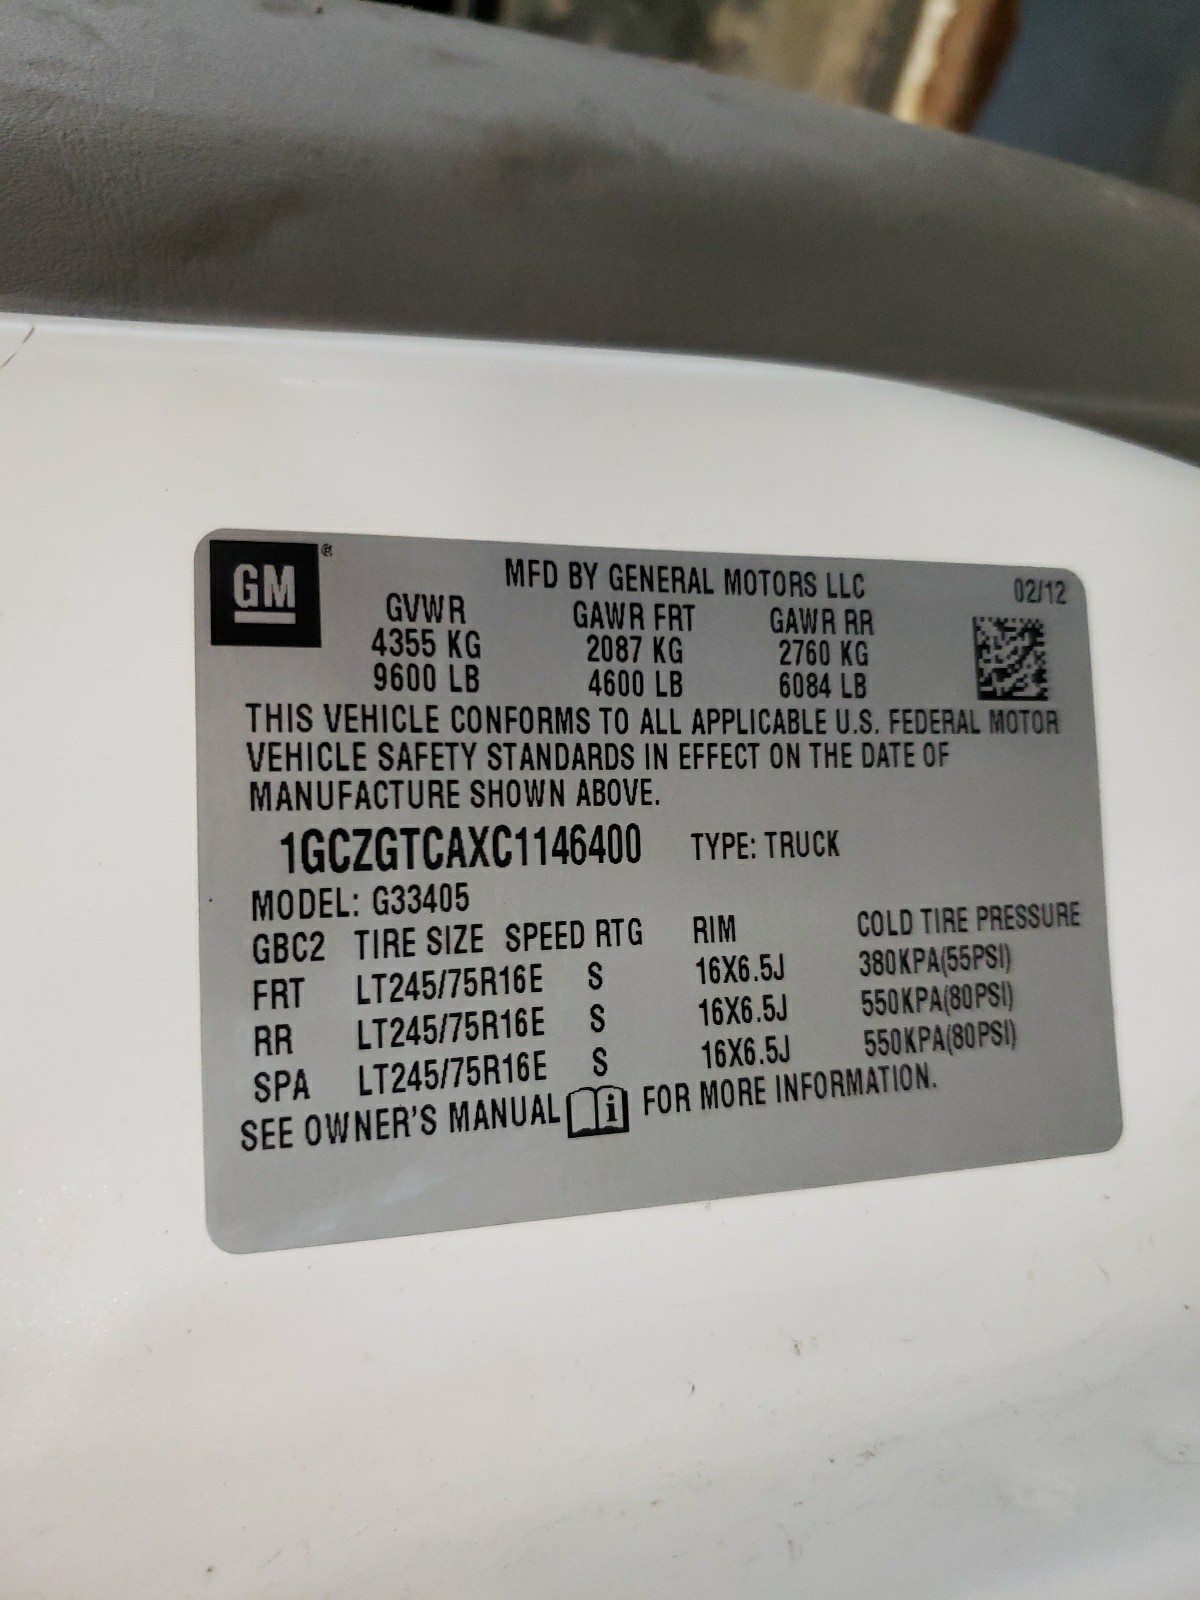 GM ®
MFD BY GENERAL MOTORS LLC 02/12
GVWR GAWR FRT GAWR RR
4355 KG 2087 KG 2760 KG
9600 LB 4600 LB 6084 LB
THIS VEHICLE CONFORMS TO ALL APPLICABLE U.S. FEDERAL MOTOR
VEHICLE SAFETY STANDARDS IN EFFECT ON THE DATE OF
MANUFACTURE SHOWN ABOVE.
1GCZGTCAXC1146400 TYPE: TRUCK
MODEL: G33405
GBC2 TIRE SIZE SPEED RTG RIM COLD TIRE PRESSURE
FRT LT245/75R16E S 16X6.5J 380KPA(55PSI)
RR LT245/75R16E S 16X6.5J 550KPA(80PSI)
SPA LT245/75R16E S 16X6.5J 550KPA(80PSI)
SEE OWNER'S MANUAL i FOR MORE INFORMATION.